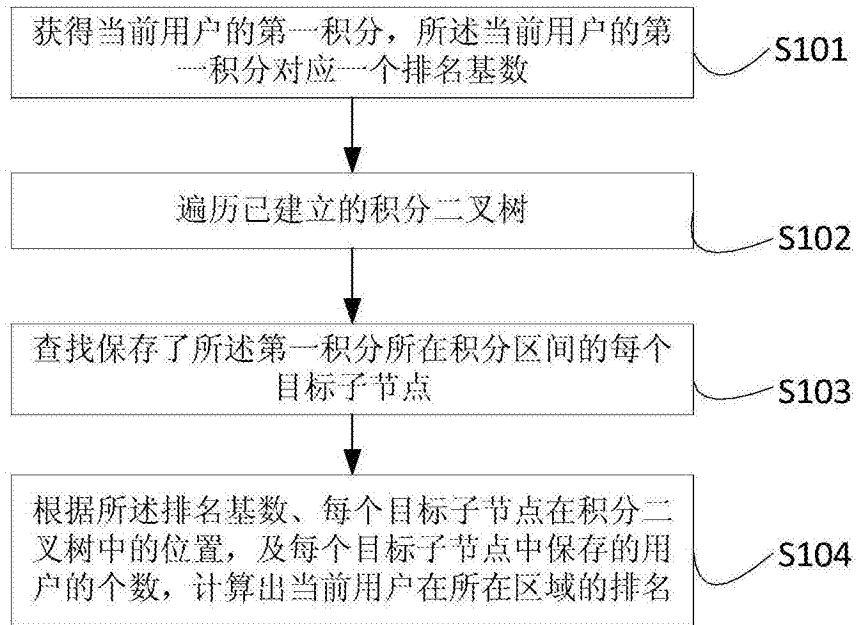 获得当前用户的第一积分，所述当前用户的第
一积分对应一个排名基数
S101
遍历已建立的积分二叉树
S102
查找保存了所述第一积分所在积分区间的每个
目标子节点
S103
根据所述排名基数、每个目标子节点在积分二
叉树中的位置，及每个目标子节点中保存的用
户的个数，计算出当前用户在所在区域的排名
S104